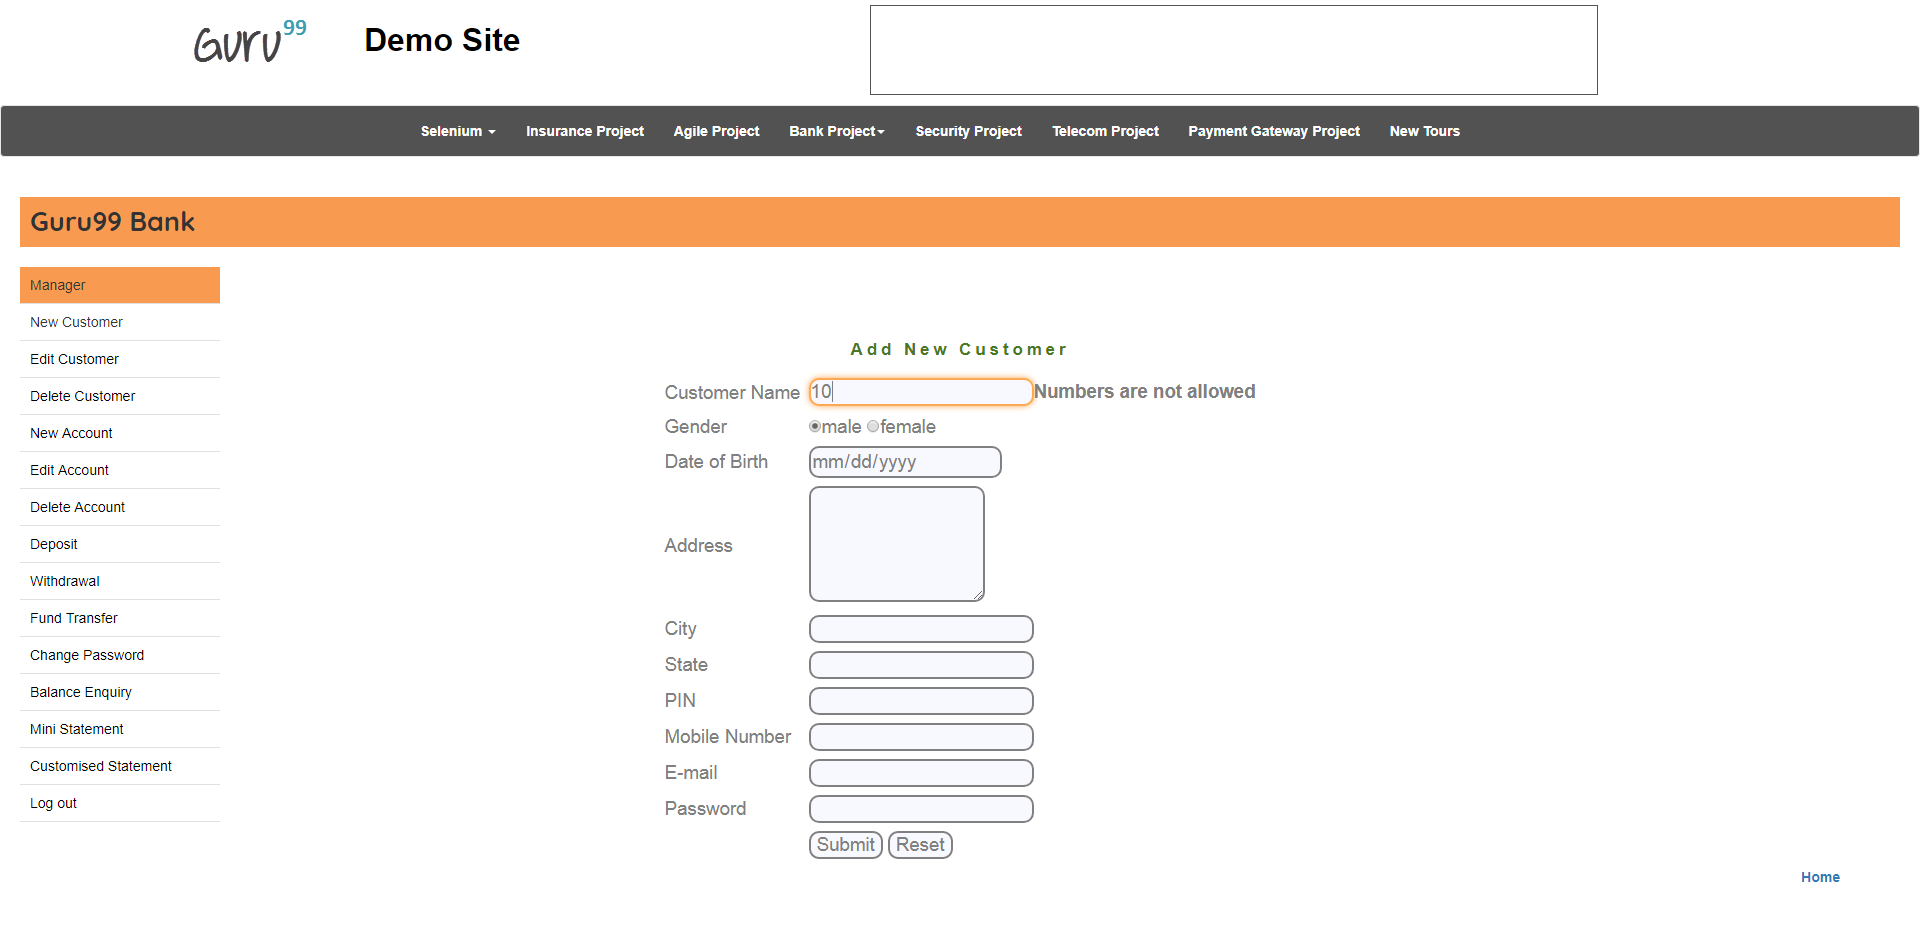 Guru99 Demo Site
Selenium Insurance Project Agile Project Bank Project Security Project Telecom Project Payment Gateway Project New Tours
Guru99 Bank
Manager
New Customer
Edit Customer
Delete Customer
New Account
Edit Account
Delete Account
Deposit
Withdrawal
Fund Transfer
Change Password
Balance Enquiry
Mini Statement
Customised Statement
Log out
Add New Customer
Customer Name 10 Numbers are not allowed
Gender male female
Date of Birth mm/dd/yyyy
Address
City
State
PIN
Mobile Number
E-mail
Password
Submit Reset
Home